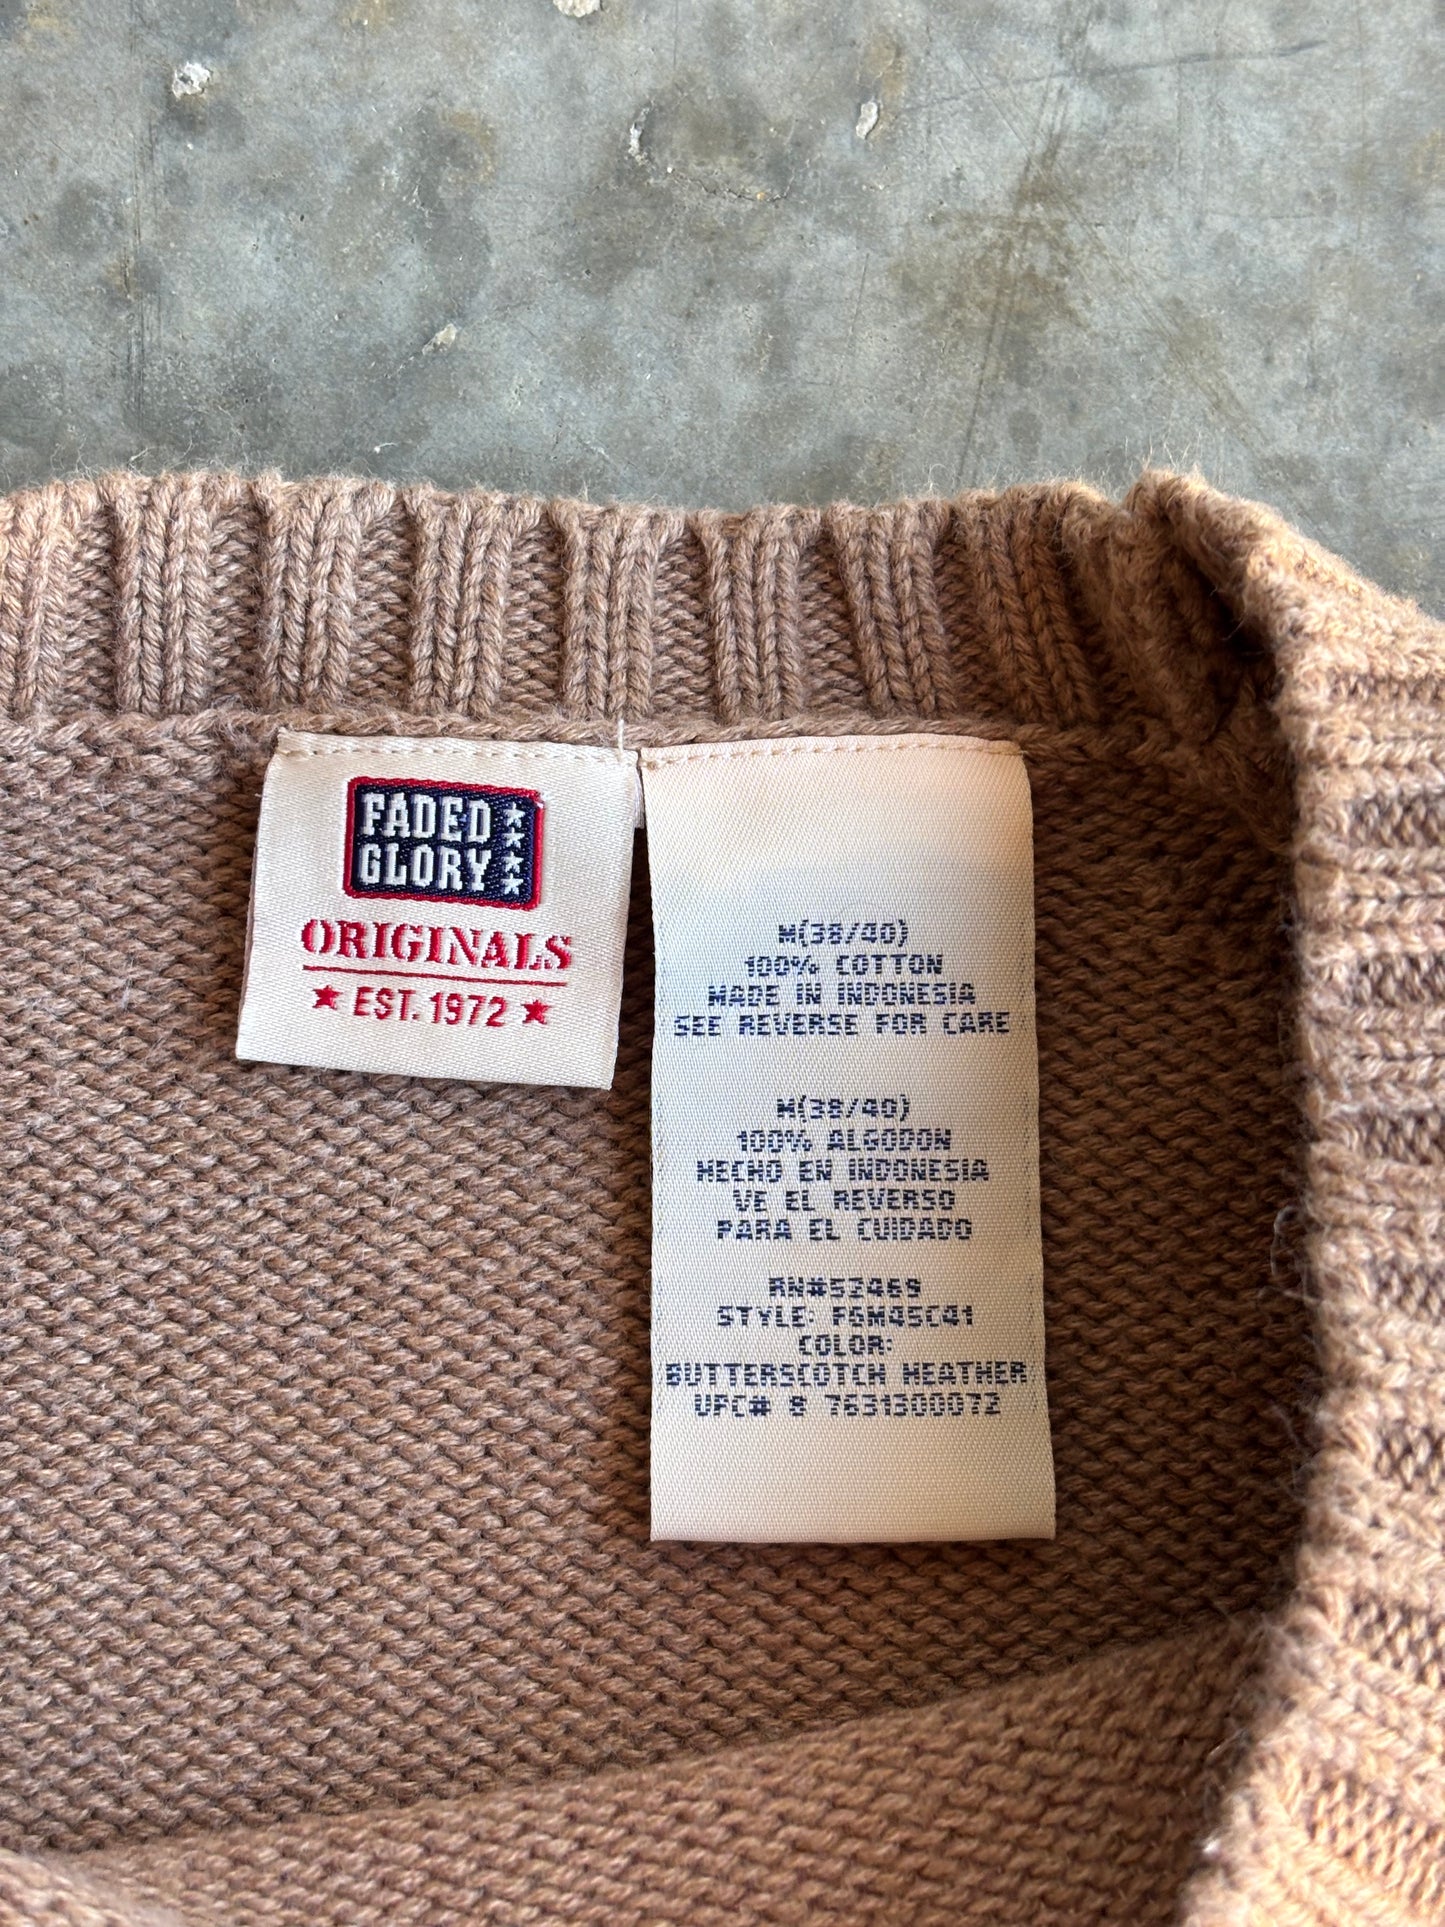 FADED
GLORY
ORIGINALS
★ EST. 1972 ★
M(38/40)
100% COTTON
MADE IN INDONESIA
SEE REVERSE FOR CARE
M(38/40)
100% ALGODON
HECHO EN INDONESIA
VE EL REVERSO
PARA EL CUIDADO
RN#52469
STYLE: F6M45C41
COLOR:
BUTTERSCOTCH HEATHER
UPC# 8 7631300072